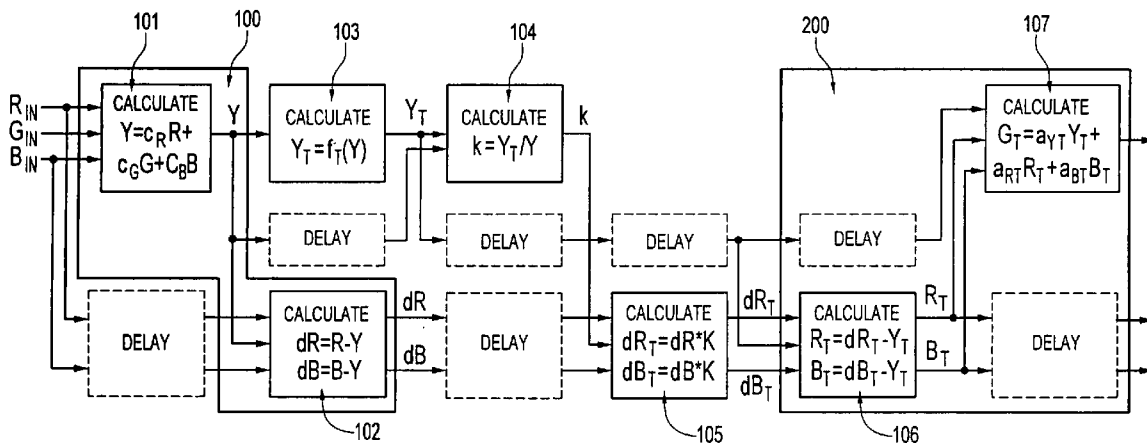 101
100
103
104
107
200
R_IN
G_IN
B_IN
CALCULATE
Y=c_R R+
c_G G+C_B B
Y
CALCULATE
Y_T=f_T(Y)
Y_T
CALCULATE
k=Y_T/Y
k
CALCULATE
G_T=a_YT Y_T+
a_RT R_T+a_BT B_T
DELAY
DELAY
DELAY
DELAY
DELAY
CALCULATE
dR=R-Y
dB=B-Y
dR
dB
DELAY
CALCULATE
dR_T=dR*K
dB_T=dB*K
dR_T
dB_T
CALCULATE
R_T=dR_T-Y_T
B_T=dB_T-Y_T
R_T
B_T
DELAY
102
105
106